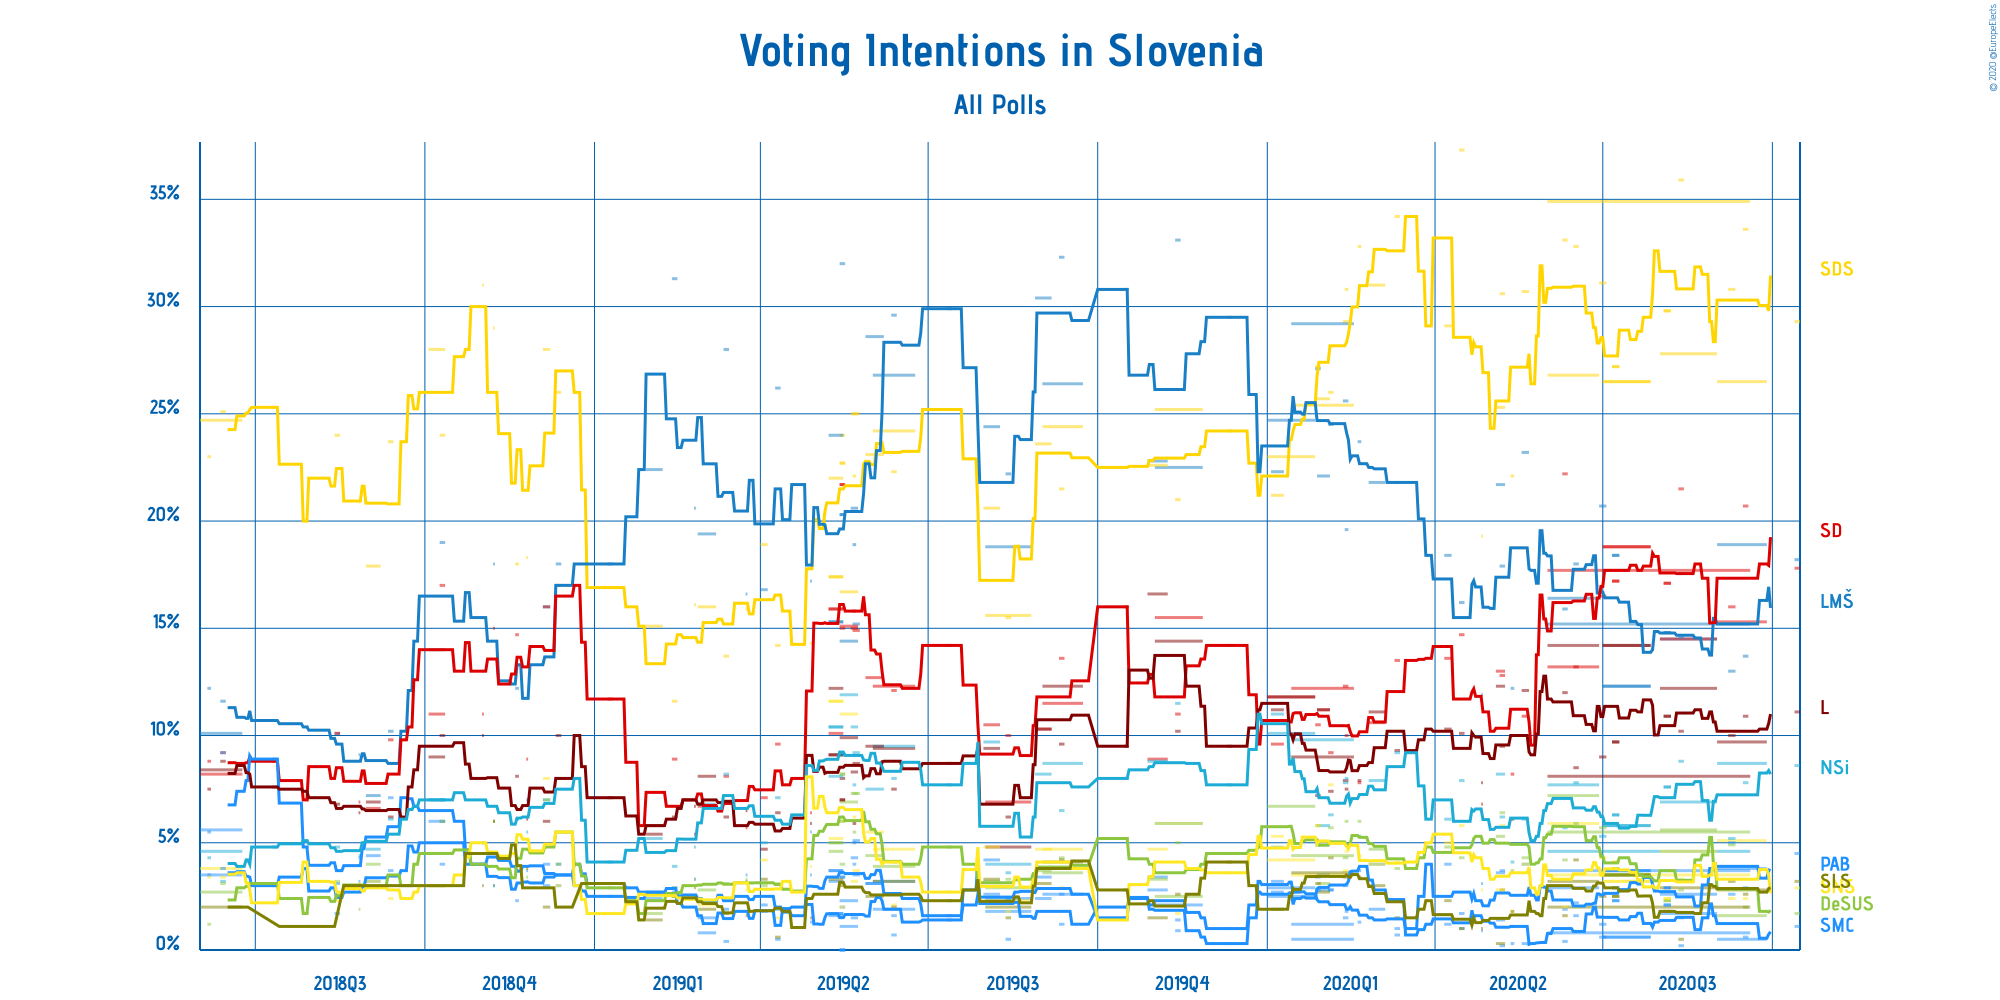 Voting Intentions in Slovenia
All Polls
© 2020 @EuropeElects
35%
30%
25%
20%
15%
10%
5%
0%
SDS
SD
LMŠ
L
NSi
PAB
SLS
SNS
DeSUS
SMC
2018Q3 2018Q4 2019Q1 2019Q2 2019Q3 2019Q4 2020Q1 2020Q2 2020Q3